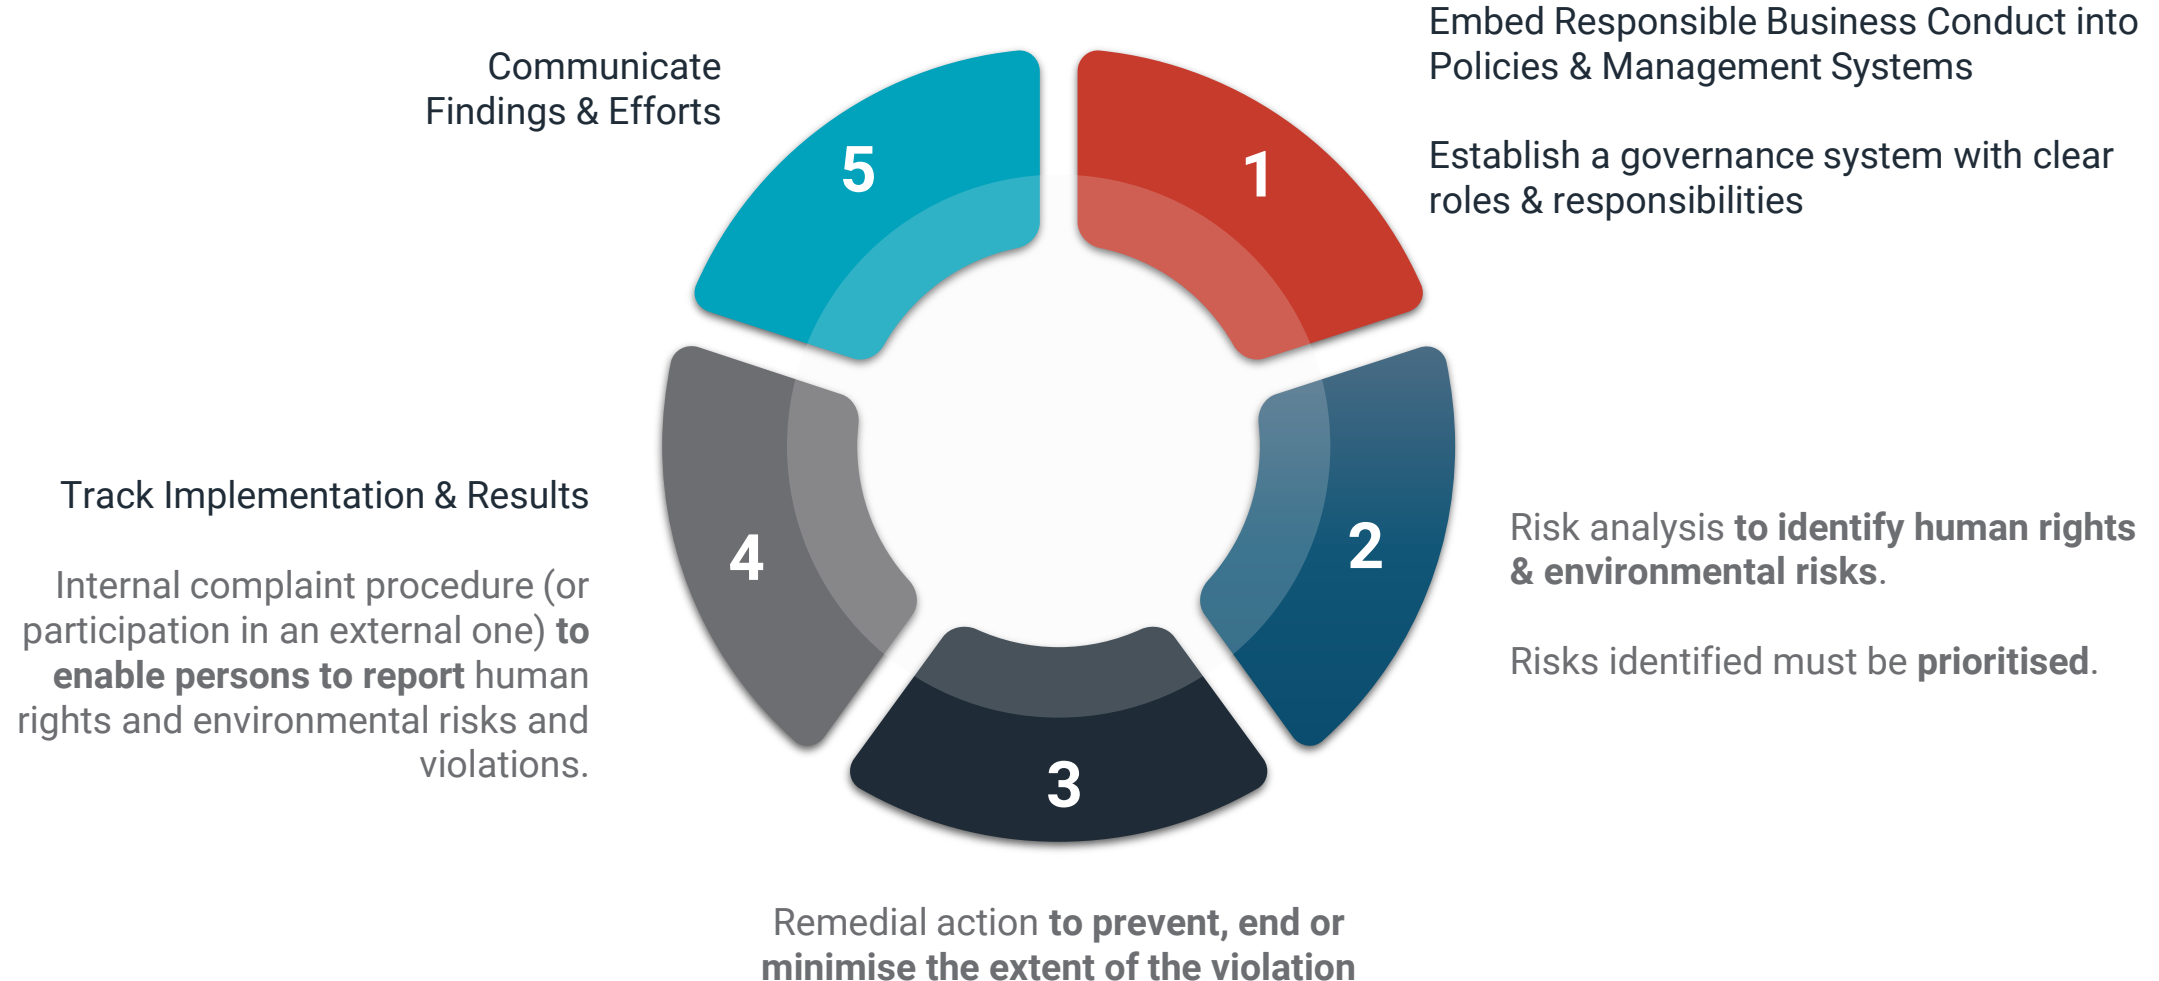 Embed Responsible Business Conduct into
Policies & Management Systems
Establish a governance system with clear
roles & responsibilities
1
2
Risk analysis to identify human rights
& environmental risks.
Risks identified must be prioritised.
3
Remedial action to prevent, end or
minimise the extent of the violation
4
Track Implementation & Results
Internal complaint procedure (or
participation in an external one) to
enable persons to report human
rights and environmental risks and
violations.
5
Communicate
Findings & Efforts